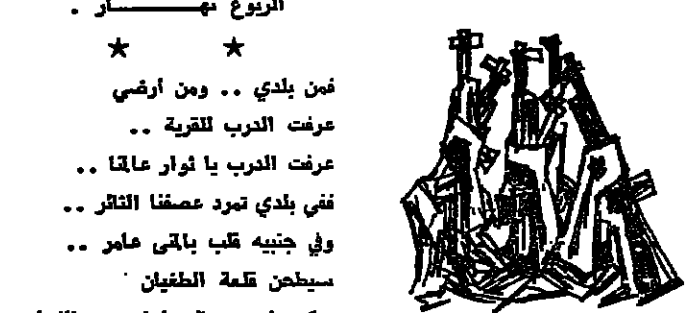 الربوع نهــــــــار .
★ ★
فمن بلدي .. ومن أرضي
عرفت الدرب للقرية ..
عرفت الدرب يا ثوار عالمنا ..
ففي بلدي تمرد عصفنا الثائر ..
وفي جنبيه قلب بالمنى عامر ..
سيطحن قلعة الطغيان